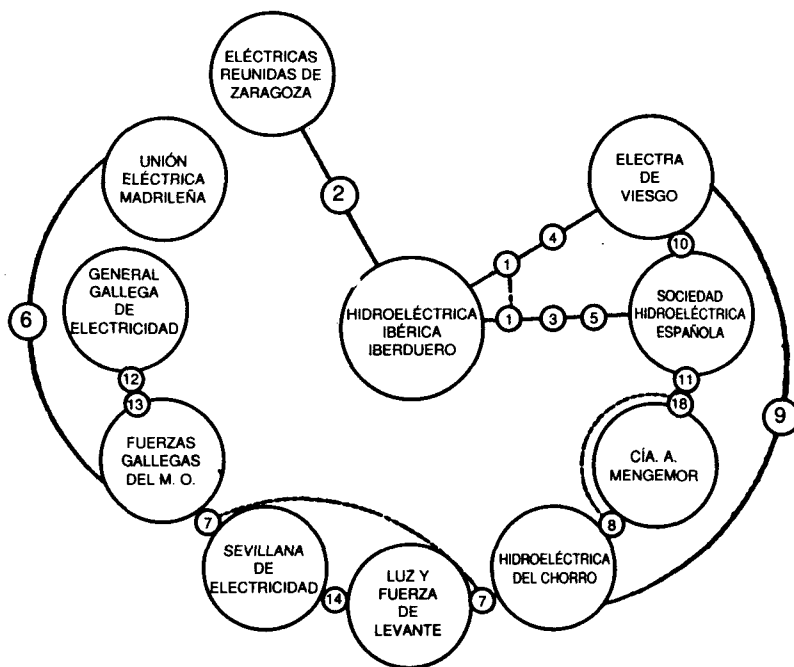 ELÉCTRICAS
REUNIDAS DE
ZARAGOZA
UNIÓN
ELÉCTRICA
MADRILEÑA
ELECTRA
DE
VIESGO
2
4
10
1
GENERAL
GALLEGA
DE
ELECTRICIDAD
HIDROELÉCTRICA
IBÉRICA
IBERDUERO
1
3
5
SOCIEDAD
HIDROELÉCTRICA
ESPAÑOLA
6
12
13
11
18
9
FUERZAS
GALLEGAS
DEL M. O.
CÍA. A.
MENGEMOR
7
8
SEVILLANA
DE
ELECTRICIDAD
HIDROELÉCTRICA
DEL CHORRO
LUZ Y
FUERZA
DE
LEVANTE
14
7